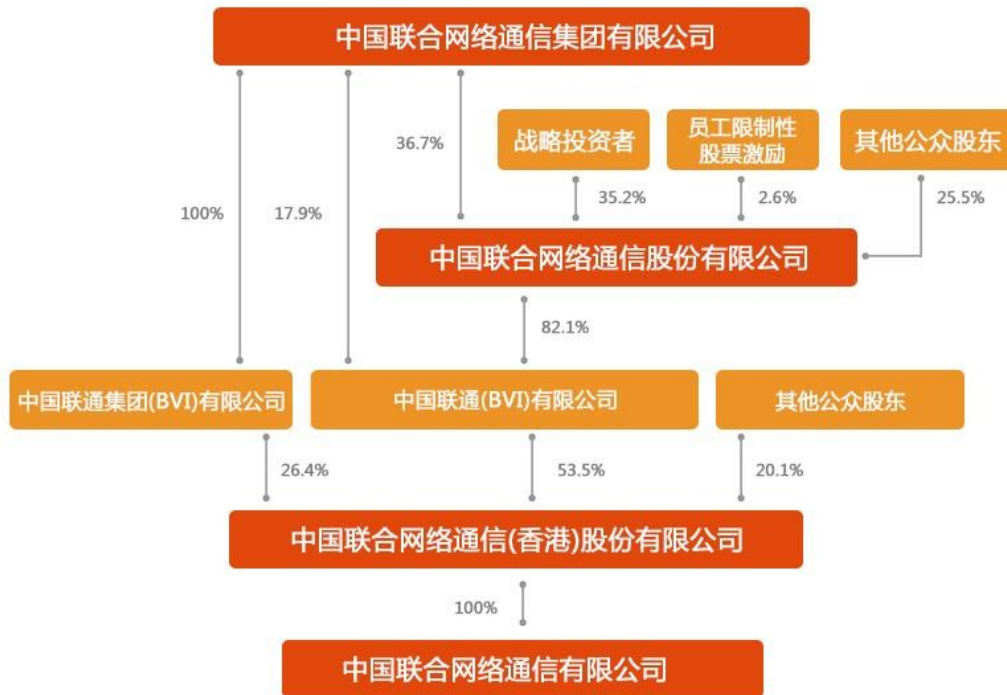 中国联合网络通信集团有限公司
战略投资者
员工限制性
股票激励
其他公众股东
36.7%
35.2%
2.6%
25.5%
100%
17.9%
中国联合网络通信股份有限公司
82.1%
中国联通集团(BVI)有限公司
中国联通(BVI)有限公司
其他公众股东
26.4%
53.5%
20.1%
中国联合网络通信(香港)股份有限公司
100%
中国联合网络通信有限公司